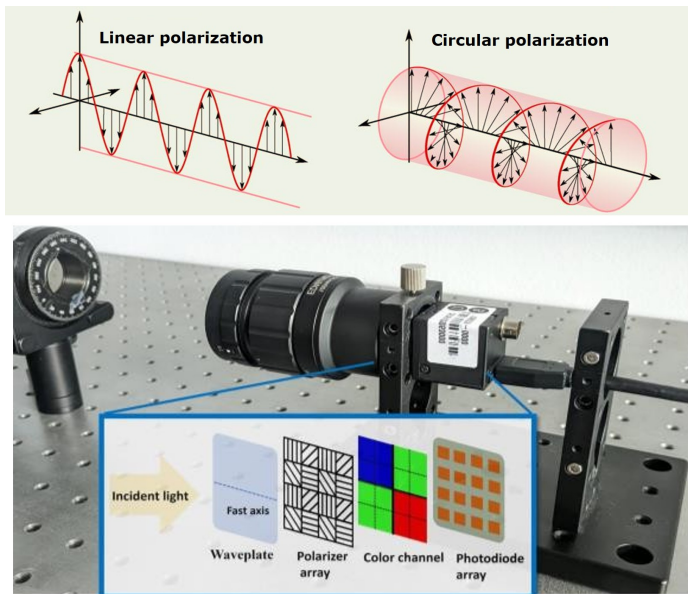 Linear polarization
Circular polarization
Incident light
Fast axis
Waveplate
Polarizer
array
Color channel
Photodiode
array